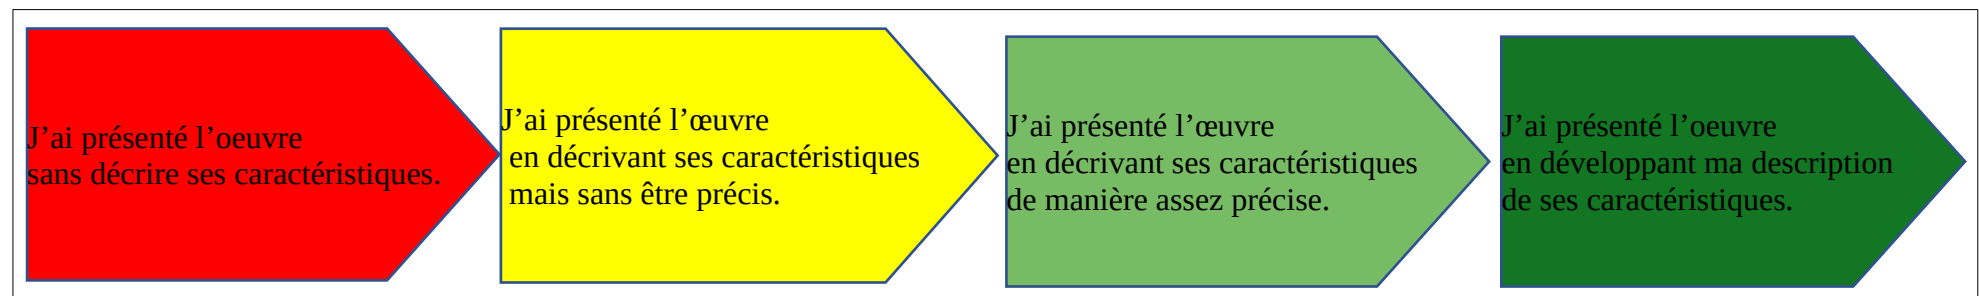 J’ai présenté l’oeuvre
sans décrire ses caractéristiques.
J’ai présenté l’œuvre
en décrivant ses caractéristiques
mais sans être précis.
J’ai présenté l’œuvre
en décrivant ses caractéristiques
de manière assez précise.
J’ai présenté l’oeuvre
en développant ma description
de ses caractéristiques.